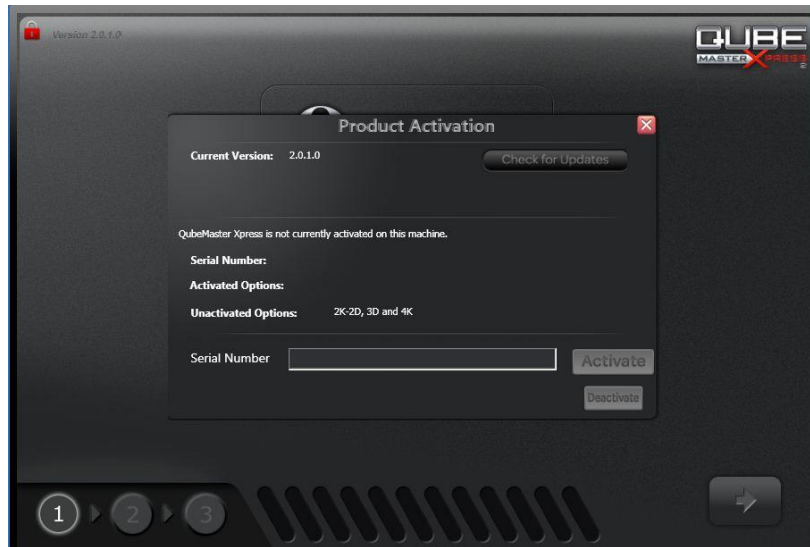 Version 2.0.1.0
QUBE
MASTER XPRESS
2
Product Activation
Current Version: 2.0.1.0
Check for Updates
QubeMaster Xpress is not currently activated on this machine.
Serial Number:
Activated Options:
Unactivated Options: 2K-2D, 3D and 4K
Serial Number
Activate
Deactivate
1 2 3